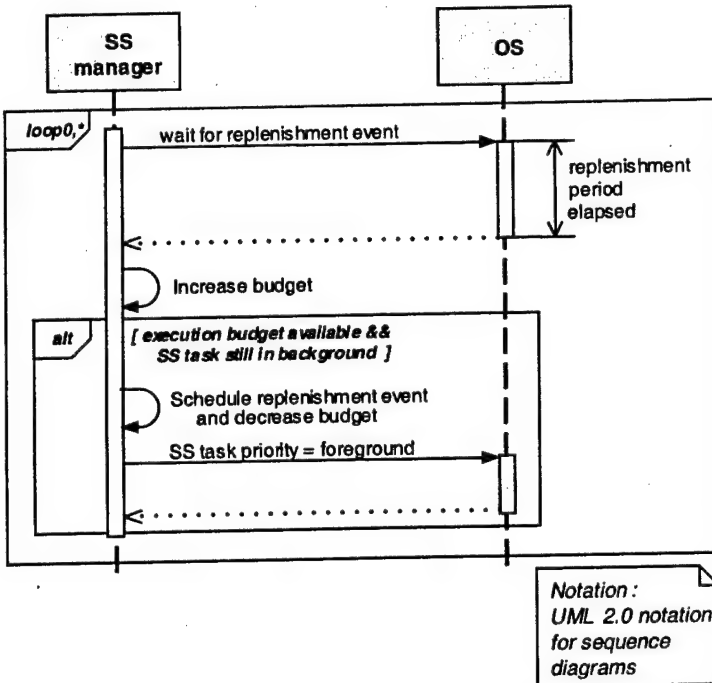 SS
manager
OS
loop0,*
wait for replenishment event
replenishment
period
elapsed
Increase budget
alt
[ execution budget available &&
SS task still in background ]
Schedule replenishment event
and decrease budget
SS task priority = foreground
Notation :
UML 2.0 notation
for sequence
diagrams